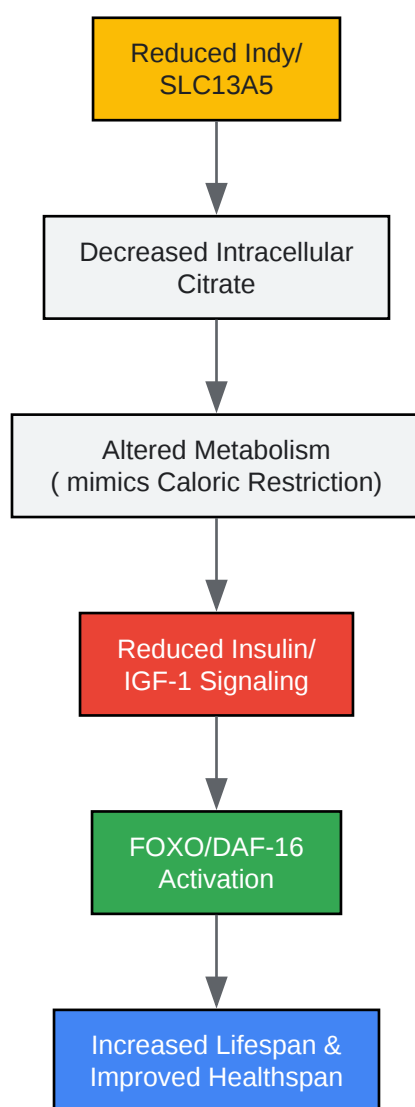 Reduced Indy/
SLC13A5
Decreased Intracellular
Citrate
Altered Metabolism
( mimics Caloric Restriction)
Reduced Insulin/
IGF-1 Signaling
FOXO/DAF-16
Activation
Increased Lifespan &
Improved Healthspan